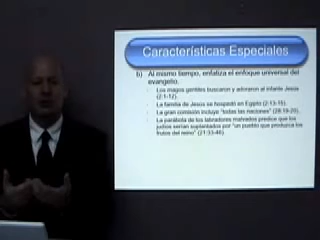 Características Especiales
b) Al mismo tiempo, enfatiza el enfoque universal del
evangelio.
- Los magos gentiles buscaron y adoraron al infante Jesús
(2:1-12).
- La familia de Jesús se hospedó en Egipto (2:13-15).
- La gran comisión incluye "todas las naciones" (28:19-20).
- La parábola de los labradores malvados predice que los
judíos serían suplantados por "un pueblo que produzca los
frutos del reino" (21:33-46).